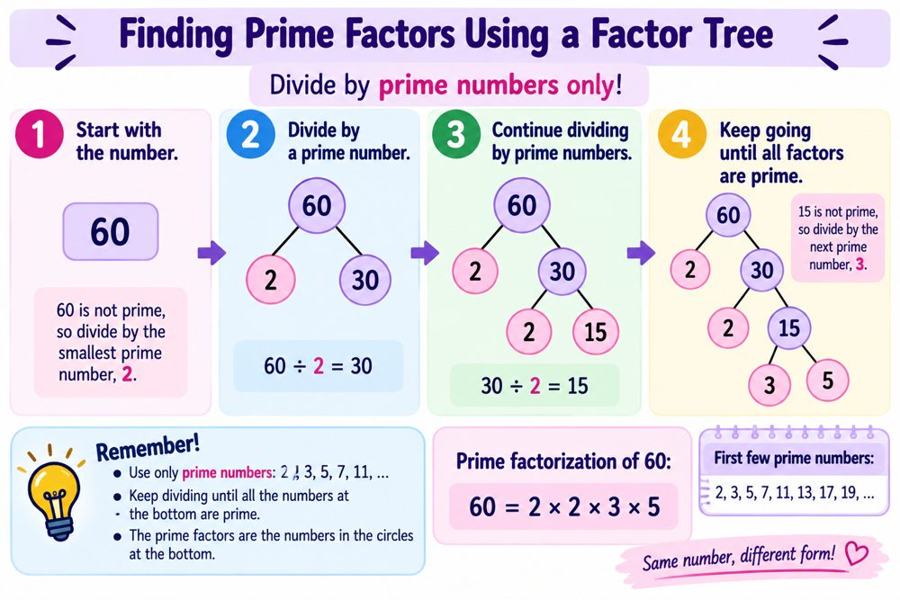 Finding Prime Factors Using a Factor Tree
Divide by prime numbers only!
1
Start with
the number.
60
60 is not prime,
so divide by the
smallest prime
number, 2.
2
Divide by
a prime number.
60
2 30
60 ÷ 2 = 30
3
Continue dividing
by prime numbers.
60
2 30
2 15
30 ÷ 2 = 15
4
Keep going
until all factors
are prime.
60
2 30
2 15
3 5
15 is not prime,
so divide by the
next prime
number, 3.
Remember!
• Use only prime numbers: 2 , 3, 5, 7, 11, ...
• Keep dividing until all the numbers at
- the bottom are prime.
• The prime factors are the numbers in the circles
at the bottom.
Prime factorization of 60:
60 = 2 × 2 × 3 × 5
First few prime numbers:
2, 3, 5, 7, 11, 13, 17, 19, ...
Same number, different form!